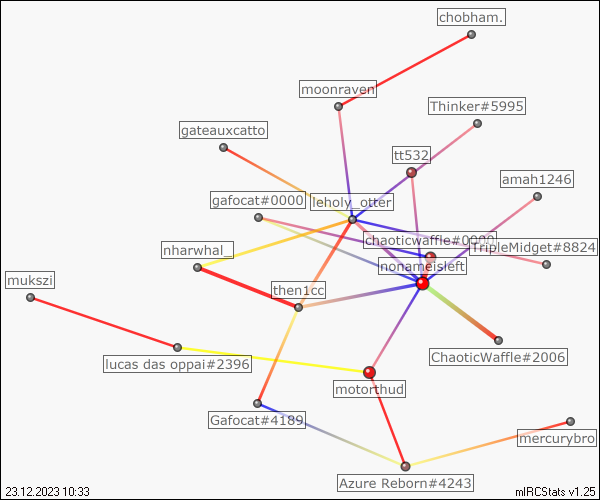 chobham.
moonraven
Thinker#5995
gateauxcatto
tt532
amah1246
gafocat#0000
leholy_otter
chaoticwaffle#0000
TripleMidget#8824
nharwhal_
nonameisleft
mukszi
then1cc
ChaoticWaffle#2006
lucas das oppai#2396
motorthud
Gafocat#4189
mercurybro
Azure Reborn#4243
23.12.2023 10:33
mIRCStats v1.25